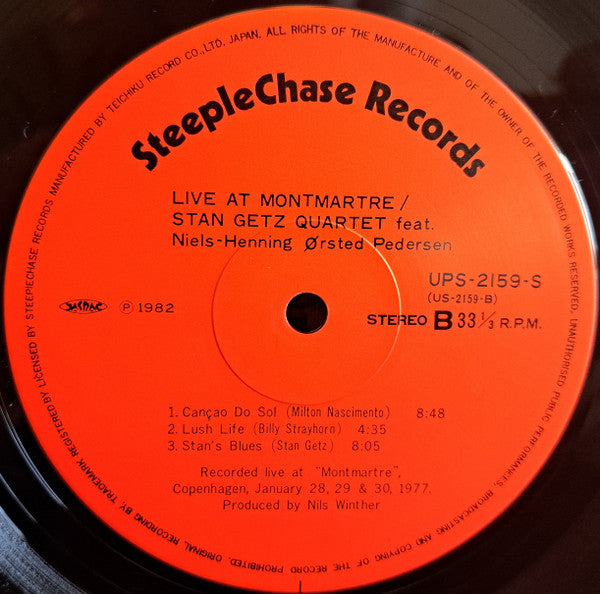 TRADEMARK REGISTERED BY STEEPLECHASE RECORDS MANUFACTURED BY TEICHIKU RECORD CO., LTD. JAPAN. ALL RIGHTS OF THE MANUFACTURE AND OF THE OWNER OF THE RECORDED WORKS RESERVED. UNAUTHORISED PUBLIC PERFORMANCES, BROADCASTING AND COPYING OF THE RECORD PROHIBITED. ORIGINAL RECORDING BY
SteepleChase Records
LIVE AT MONTMARTRE/
STAN GETZ QUARTET feat.
Niels-Henning Ørsted Pedersen
UPS-2159-S
(US-2159-B)
JASRAC ℗ 1982
STEREO B 33 1/3 R.P.M.
1. Cançao Do Sol (Milton Nascimento) 8:48
2. Lush Life (Billy Strayhorn) 4:35
3. Stan's Blues (Stan Getz) 8:05
Recorded live at "Montmartre",
Copenhagen, January 28, 29 & 30, 1977.
Produced by Nils Winther